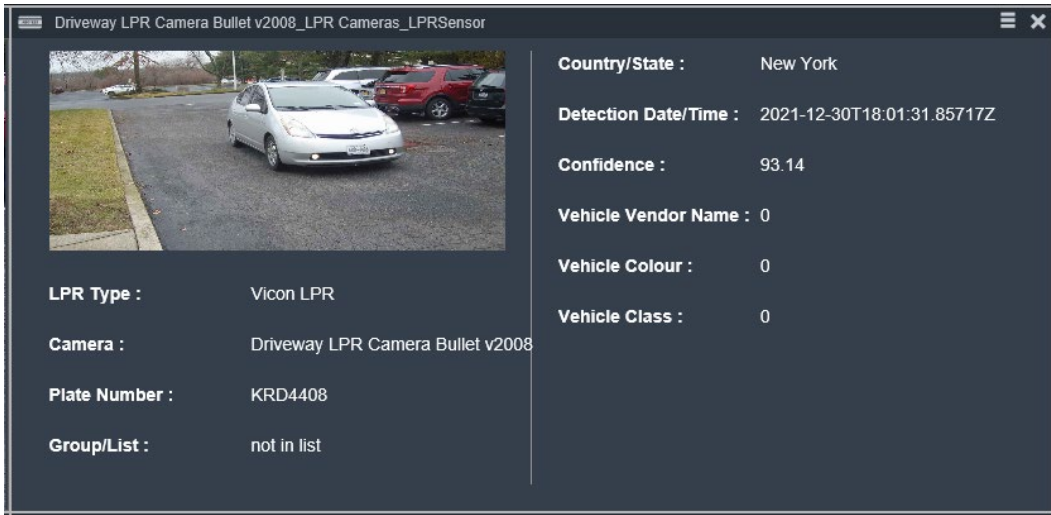 Driveway LPR Camera Bullet v2008_LPR Cameras_LPRSensor
LPR Type : Vicon LPR
Camera : Driveway LPR Camera Bullet v2008
Plate Number : KRD4408
Group/List : not in list
Country/State : New York
Detection Date/Time : 2021-12-30T18:01:31.85717Z
Confidence : 93.14
Vehicle Vendor Name : 0
Vehicle Colour : 0
Vehicle Class : 0